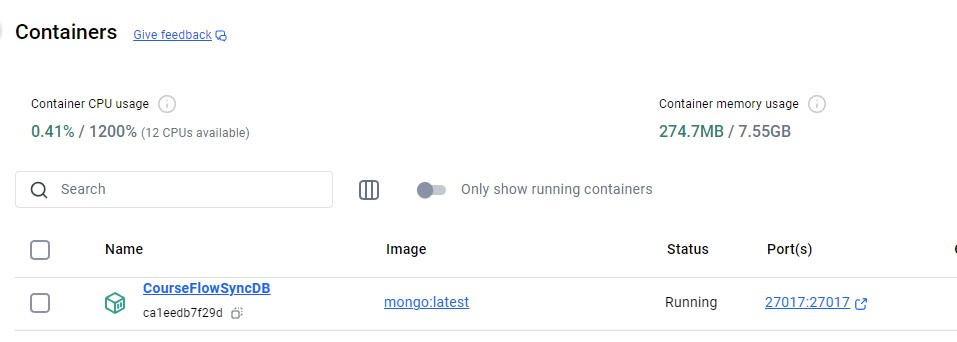 Containers Give feedback
Container CPU usage Container memory usage
0.41% / 1200% (12 CPUs available) 274.7MB / 7.55GB
Search Only show running containers
Name Image Status Port(s)
CourseFlowSyncDB
mongo:latest Running 27017:27017
ca1eedb7f29d